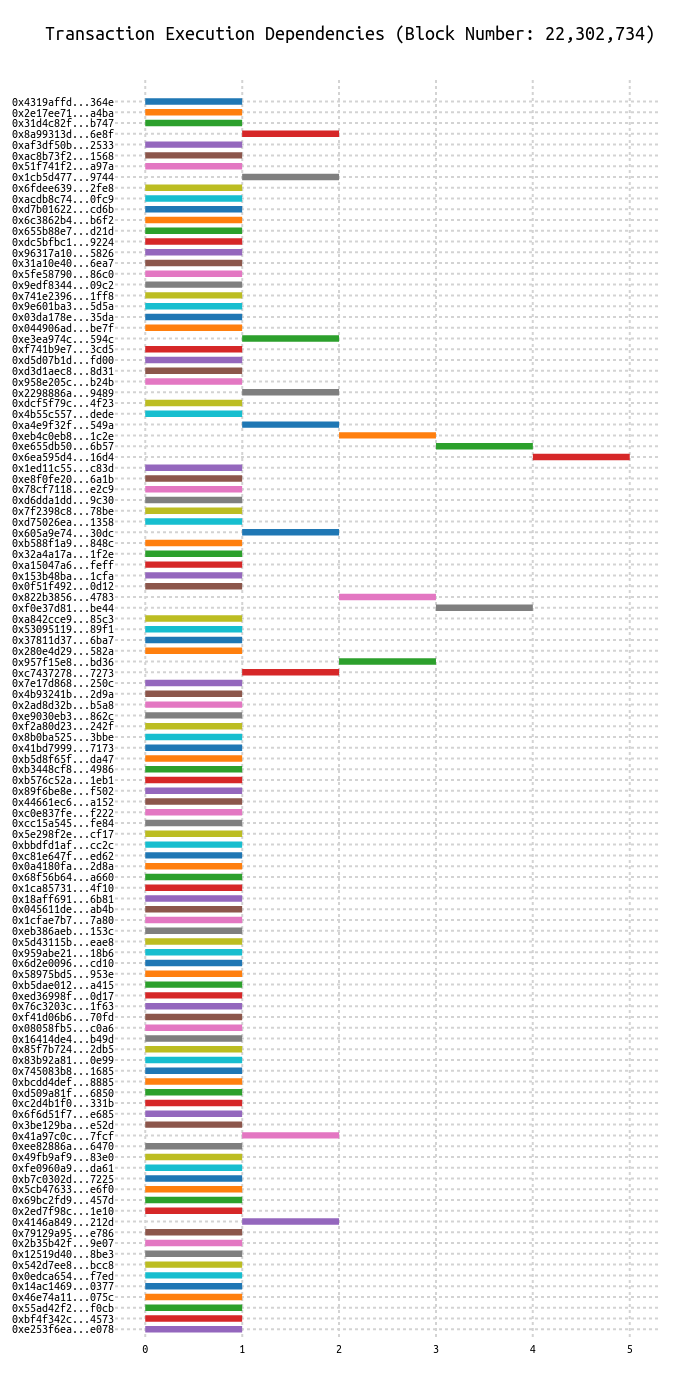 Transaction Execution Dependencies (Block Number: 22,302,734)
0x4319affd...364e
0x2e17ee71...a4ba
0x31d4c82f...b747
0x8a99313d...6e8f
0xaf3df50b...2533
0xac8b73f2...1568
0x51f741f2...a97a
0x1cb5d477...9744
0x6fdee639...2fe8
0xacdb8c74...0fc9
0xd7b01622...cd6b
0x6c3862b4...b6f2
0x655b88e7...d21d
0xdc5bfbc1...9224
0x96317a10...5826
0x31a10e40...6ea7
0x5fe58790...86c0
0x9edf8344...09c2
0x741e2396...1ff8
0x9e601ba3...5d5a
0x03da178e...35da
0x044906ad...be7f
0xe3ea974c...594c
0xf741b9e7...3cd5
0xd5d07b1d...fd00
0xd3d1aec8...8d31
0x958e205c...b24b
0x2298886a...9489
0xdcf5f79c...4f23
0x4b55c557...dede
0xa4e9f32f...549a
0xeb4c0eb8...1c2e
0xe655db50...6b57
0x6ea595d4...16d4
0x1ed11c55...c83d
0xe8f0fe20...6a1b
0x78cf7118...e2c9
0xd6dda1dd...9c30
0x7f2398c8...78be
0xd75026ea...1358
0x605a9e74...30dc
0xb588f1a9...848c
0x32a4a17a...1f2e
0xa15047a6...feff
0x153b48ba...1cfa
0x0f51f492...0d12
0x822b3856...4783
0xf0e37d81...be44
0xa842cce9...85c3
0x53095119...89f1
0x37811d37...6ba7
0x280e4d29...582a
0x957f15e8...bd36
0xc7437278...7273
0x7e17d868...250c
0x4b93241b...2d9a
0x2ad8d32b...b5a8
0xe9030eb3...862c
0xf2a80d23...242f
0x8b0ba525...3bbe
0x41bd7999...7173
0xb5d8f65f...da47
0xb3448cf8...4986
0xb576c52a...1eb1
0x89f6be8e...f502
0x44661ec6...a152
0xc0e837fe...f222
0xcc15a545...fe84
0x5e298f2e...cf17
0xbbdfd1af...cc2c
0xc81e647f...ed62
0x0a4180fa...2d8a
0x68f56b64...a660
0x1ca85731...4f10
0x18aff691...6b81
0x045611de...ab4b
0x1cfae7b7...7a80
0xeb386aeb...153c
0x5d43115b...eae8
0x959abe21...18b6
0x6d2e0096...cd10
0x58975bd5...953e
0xb5dae012...a415
0xed36998f...0d17
0x76c3203c...1f63
0xf41d06b6...70fd
0x08058fb5...c0a6
0x16414de4...b49d
0x85f7b724...2db5
0x83b92a81...0e99
0x745083b8...1685
0xbcdd4def...8885
0xd509a81f...6850
0xc2d4b1f0...331b
0x6f6d51f7...e685
0x3be129ba...e52d
0x41a97c0c...7fcf
0xee82886a...6470
0x49fb9af9...83e0
0xfe0960a9...da61
0xb7c0302d...7225
0x5cb47633...e6f0
0x69bc2fd9...457d
0x2ed7f98c...1e10
0x4146a849...212d
0x79129a95...e786
0x2b35b42f...9e07
0x12519d40...8be3
0x542d7ee8...bcc8
0x0edca654...f7ed
0x14ac1469...0377
0x46e74a11...075c
0x55ad42f2...f0cb
0xbf4f342c...4573
0xe253f6ea...e078
0 1 2 3 4 5